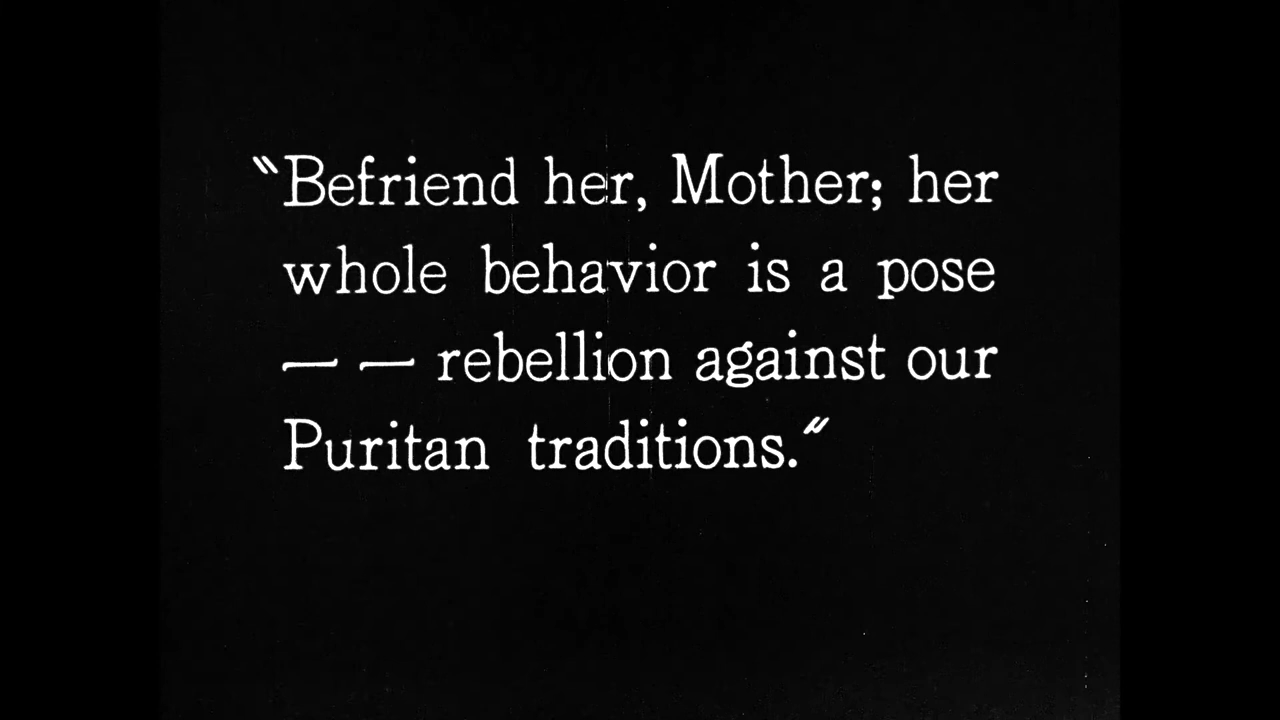 “Befriend her, Mother; her
whole behavior is a pose
— — rebellion against our
Puritan traditions.”